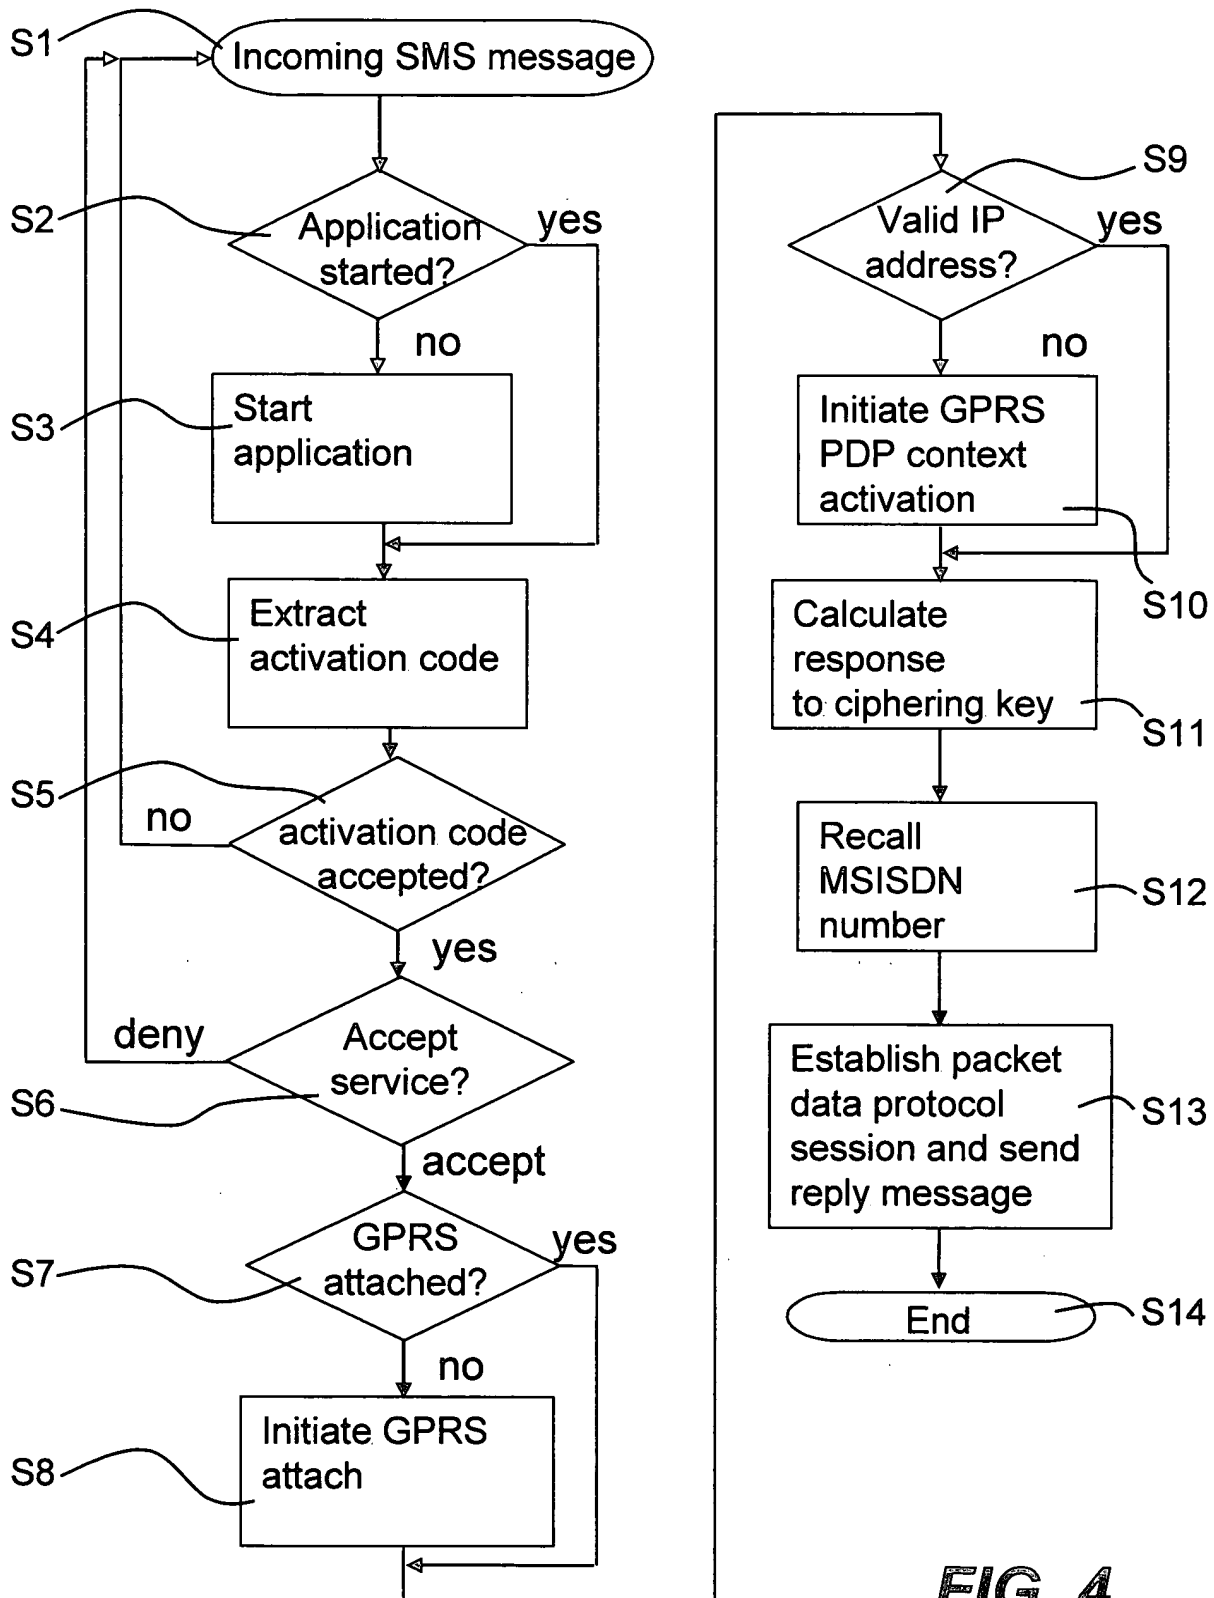 S1
Incoming SMS message
S2
Application
started?
yes
no
S3
Start
application
S4
Extract
activation code
S5
no
activation code
accepted?
yes
deny
Accept
service?
S6
accept
GPRS
attached?
yes
S7
no
Initiate GPRS
attach
S8
S9
Valid IP
address?
yes
no
Initiate GPRS
PDP context
activation
S10
Calculate
response
to ciphering key
S11
Recall
MSISDN
number
S12
Establish packet
data protocol
session and send
reply message
S13
End
S14
FIG. 4